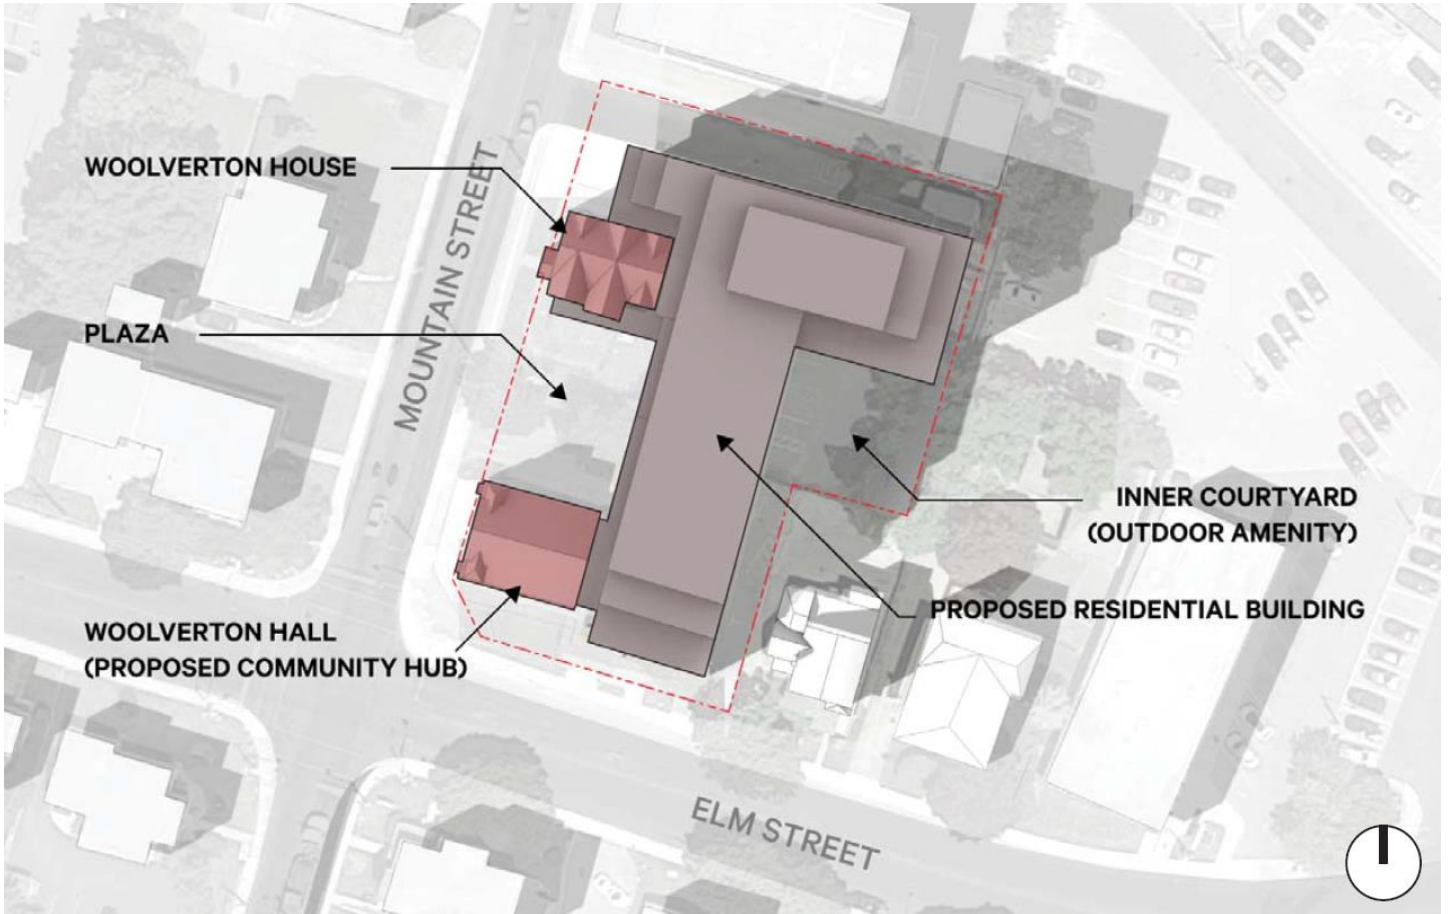 WOOLVERTON HOUSE
MOUNTAIN STREET
PLAZA
INNER COURTYARD
(OUTDOOR AMENITY)
PROPOSED RESIDENTIAL BUILDING
WOOLVERTON HALL
(PROPOSED COMMUNITY HUB)
ELM STREET